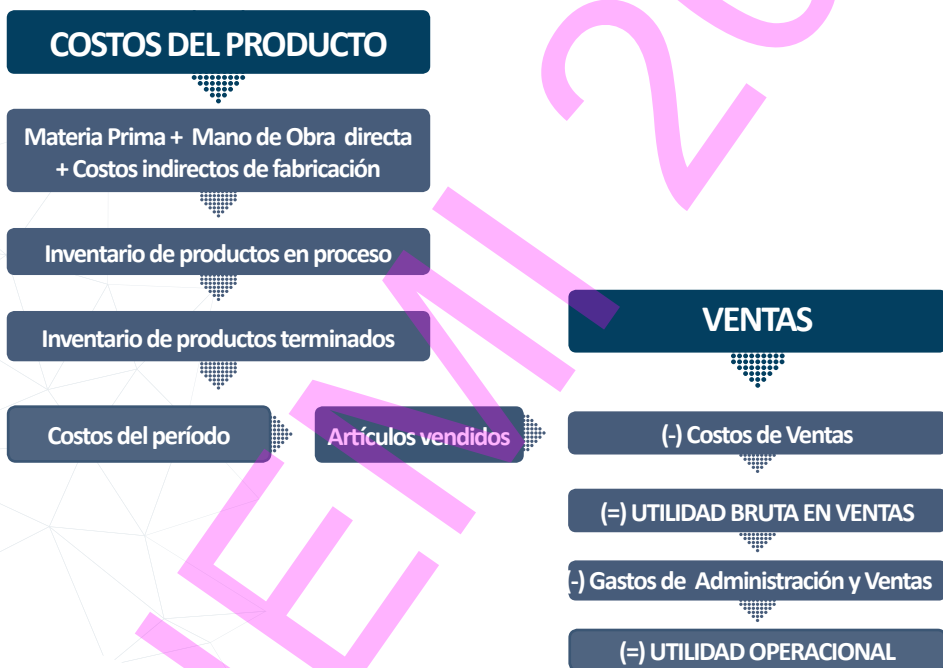 COSTOS DEL PRODUCTO
Materia Prima + Mano de Obra directa
+ Costos indirectos de fabricación
Inventario de productos en proceso
Inventario de productos terminados
Costos del período
Artículos vendidos
VENTAS
(-) Costos de Ventas
(=) UTILIDAD BRUTA EN VENTAS
(-) Gastos de Administración y Ventas
(=) UTILIDAD OPERACIONAL